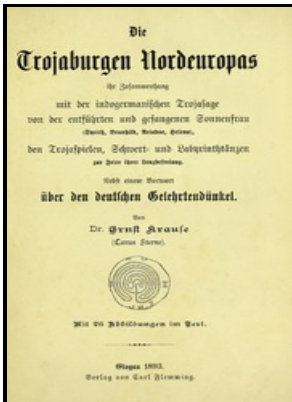 Die
Trojaburgen Nordeuropas
ihr Zusammenhang
mit der indogermanischen Trojasage
von der entführten und gefangenen Sonnenfrau
(Syrith, Brunhild, Ariadne, Helena),
den Trojaspielen, Schwert- und Labyrinthtänzen
zur Feier ihrer Lenzbefreiung.
Nebst einem Vorwort
über den deutschen Gelehrtendünkel.
Von
Dr. Ernst Krause
(Carus Sterne).
Mit 26 Abbildungen im Text.
Glogau 1893.
Verlag von Carl Flemming.